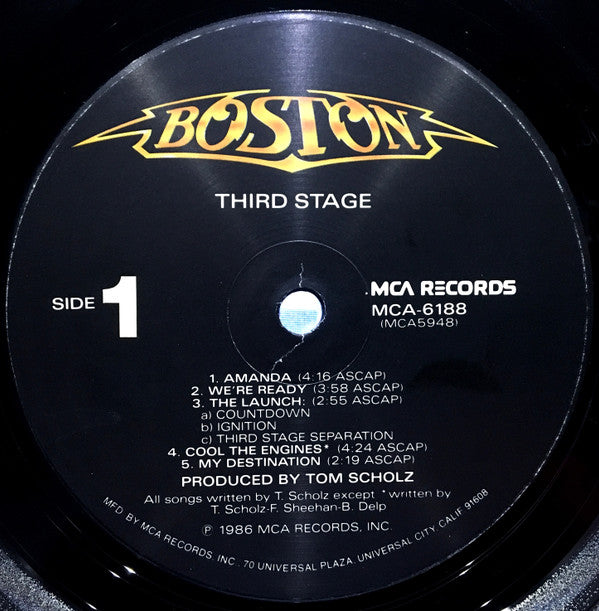 BOSTON
THIRD STAGE
SIDE 1
MCA RECORDS
MCA-6188
(MCA5948)
1. AMANDA (4:16 ASCAP)
2. WE'RE READY (3:58 ASCAP)
3. THE LAUNCH: (2:55 ASCAP)
a) COUNTDOWN
b) IGNITION
c) THIRD STAGE SEPARATION
4. COOL THE ENGINES* (4:24 ASCAP)
5. MY DESTINATION (2:19 ASCAP)
PRODUCED BY TOM SCHOLZ
All songs written by T. Scholz except * written by
T. Scholz-F. Sheehan-B. Delp
℗ 1986 MCA RECORDS, INC.
MFD. BY MCA RECORDS, INC. 70 UNIVERSAL PLAZA, UNIVERSAL CITY, CALIF. 91608